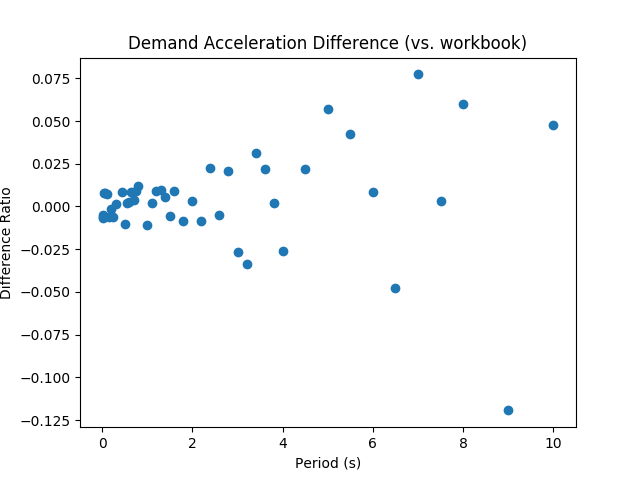 Demand Acceleration Difference (vs. workbook)
0.075
0.050
0.025
0.000
−0.025
−0.050
−0.075
−0.100
−0.125
Difference Ratio
0 2 4 6 8 10
Period (s)